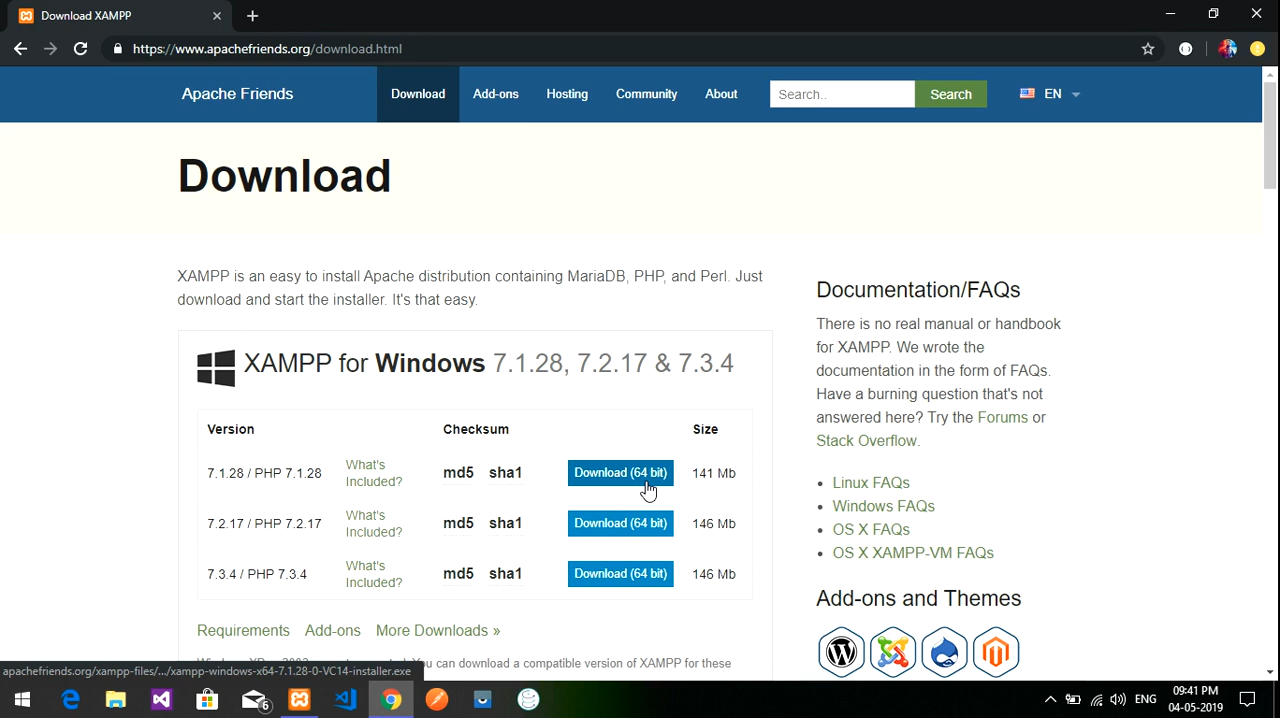 Download XAMPP
https://www.apachefriends.org/download.html
Apache Friends Download Add-ons Hosting Community About Search.. Search EN
Download
XAMPP is an easy to install Apache distribution containing MariaDB, PHP, and Perl. Just
download and start the installer. It's that easy.
XAMPP for Windows 7.1.28, 7.2.17 & 7.3.4
Version Checksum Size
7.1.28 / PHP 7.1.28 What's Included? md5 sha1 Download (64 bit) 141 Mb
7.2.17 / PHP 7.2.17 What's Included? md5 sha1 Download (64 bit) 146 Mb
7.3.4 / PHP 7.3.4 What's Included? md5 sha1 Download (64 bit) 146 Mb
Requirements Add-ons More Downloads »
You can download a compatible version of XAMPP for these
Documentation/FAQs
There is no real manual or handbook
for XAMPP. We wrote the
documentation in the form of FAQs.
Have a burning question that's not
answered here? Try the Forums or
Stack Overflow.
Linux FAQs
Windows FAQs
OS X FAQs
OS X XAMPP-VM FAQs
Add-ons and Themes
apachefriends.org/xampp-files/.../xampp-windows-x64-7.1.28-0-VC14-installer.exe
6
ENG
09:41 PM
04-05-2019